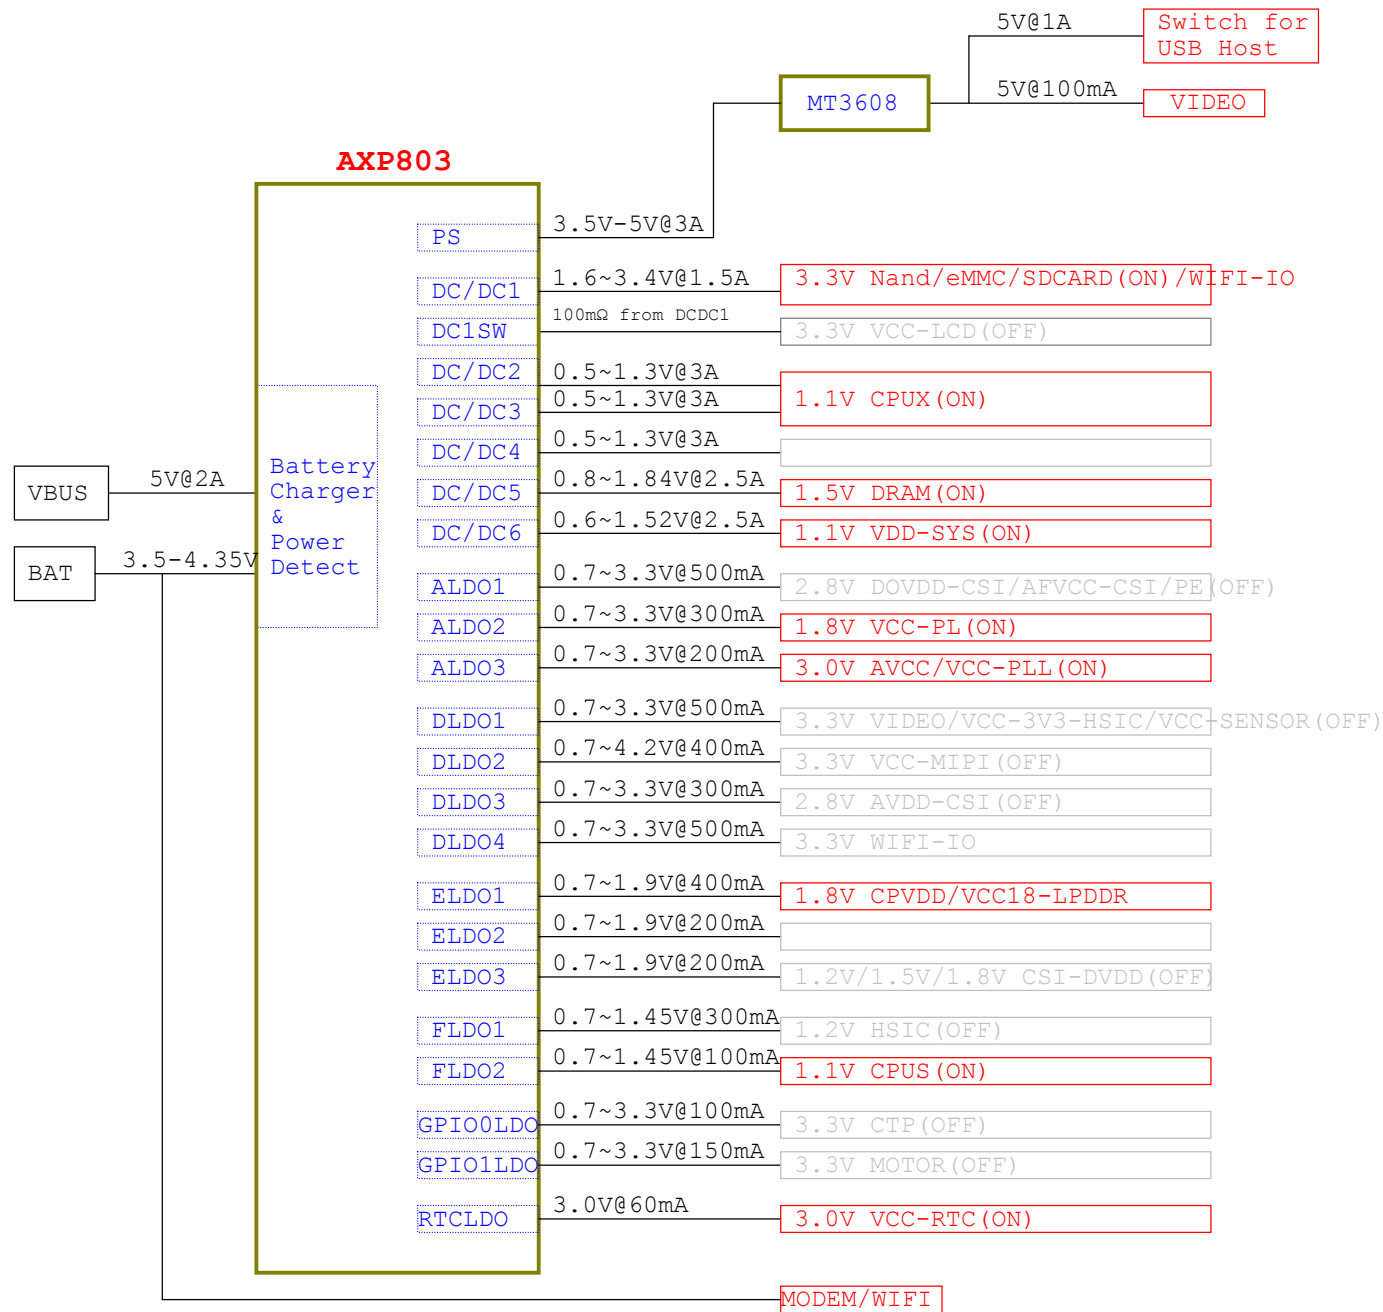 5V@1A
Switch for
USB Host
MT3608
5V@100mA
VIDEO
AXP803
PS
3.5V-5V@3A
DC/DC1
1.6~3.4V@1.5A
3.3V Nand/eMMC/SDCARD(ON)/WIFI-IO
DC1SW
100mΩ from DCDC1
3.3V VCC-LCD(OFF)
DC/DC2
0.5~1.3V@3A
DC/DC3
0.5~1.3V@3A
1.1V CPUX(ON)
DC/DC4
0.5~1.3V@3A
VBUS
5V@2A
Battery
Charger
&
Power
Detect
BAT
3.5-4.35V
DC/DC5
0.8~1.84V@2.5A
1.5V DRAM(ON)
DC/DC6
0.6~1.52V@2.5A
1.1V VDD-SYS(ON)
ALDO1
0.7~3.3V@500mA
2.8V DOVDD-CSI/AFVCC-CSI/PE(OFF)
ALDO2
0.7~3.3V@300mA
1.8V VCC-PL(ON)
ALDO3
0.7~3.3V@200mA
3.0V AVCC/VCC-PLL(ON)
DLDO1
0.7~3.3V@500mA
3.3V VIDEO/VCC-3V3-HSIC/VCC-SENSOR(OFF)
DLDO2
0.7~4.2V@400mA
3.3V VCC-MIPI(OFF)
DLDO3
0.7~3.3V@300mA
2.8V AVDD-CSI(OFF)
DLDO4
0.7~3.3V@500mA
3.3V WIFI-IO
ELDO1
0.7~1.9V@400mA
1.8V CPVDD/VCC18-LPDDR
ELDO2
0.7~1.9V@200mA
ELDO3
0.7~1.9V@200mA
1.2V/1.5V/1.8V CSI-DVDD(OFF)
FLDO1
0.7~1.45V@300mA
1.2V HSIC(OFF)
FLDO2
0.7~1.45V@100mA
1.1V CPUS(ON)
GPIO0LDO
0.7~3.3V@100mA
3.3V CTP(OFF)
GPIO1LDO
0.7~3.3V@150mA
3.3V MOTOR(OFF)
RTCLDO
3.0V@60mA
3.0V VCC-RTC(ON)
MODEM/WIFI